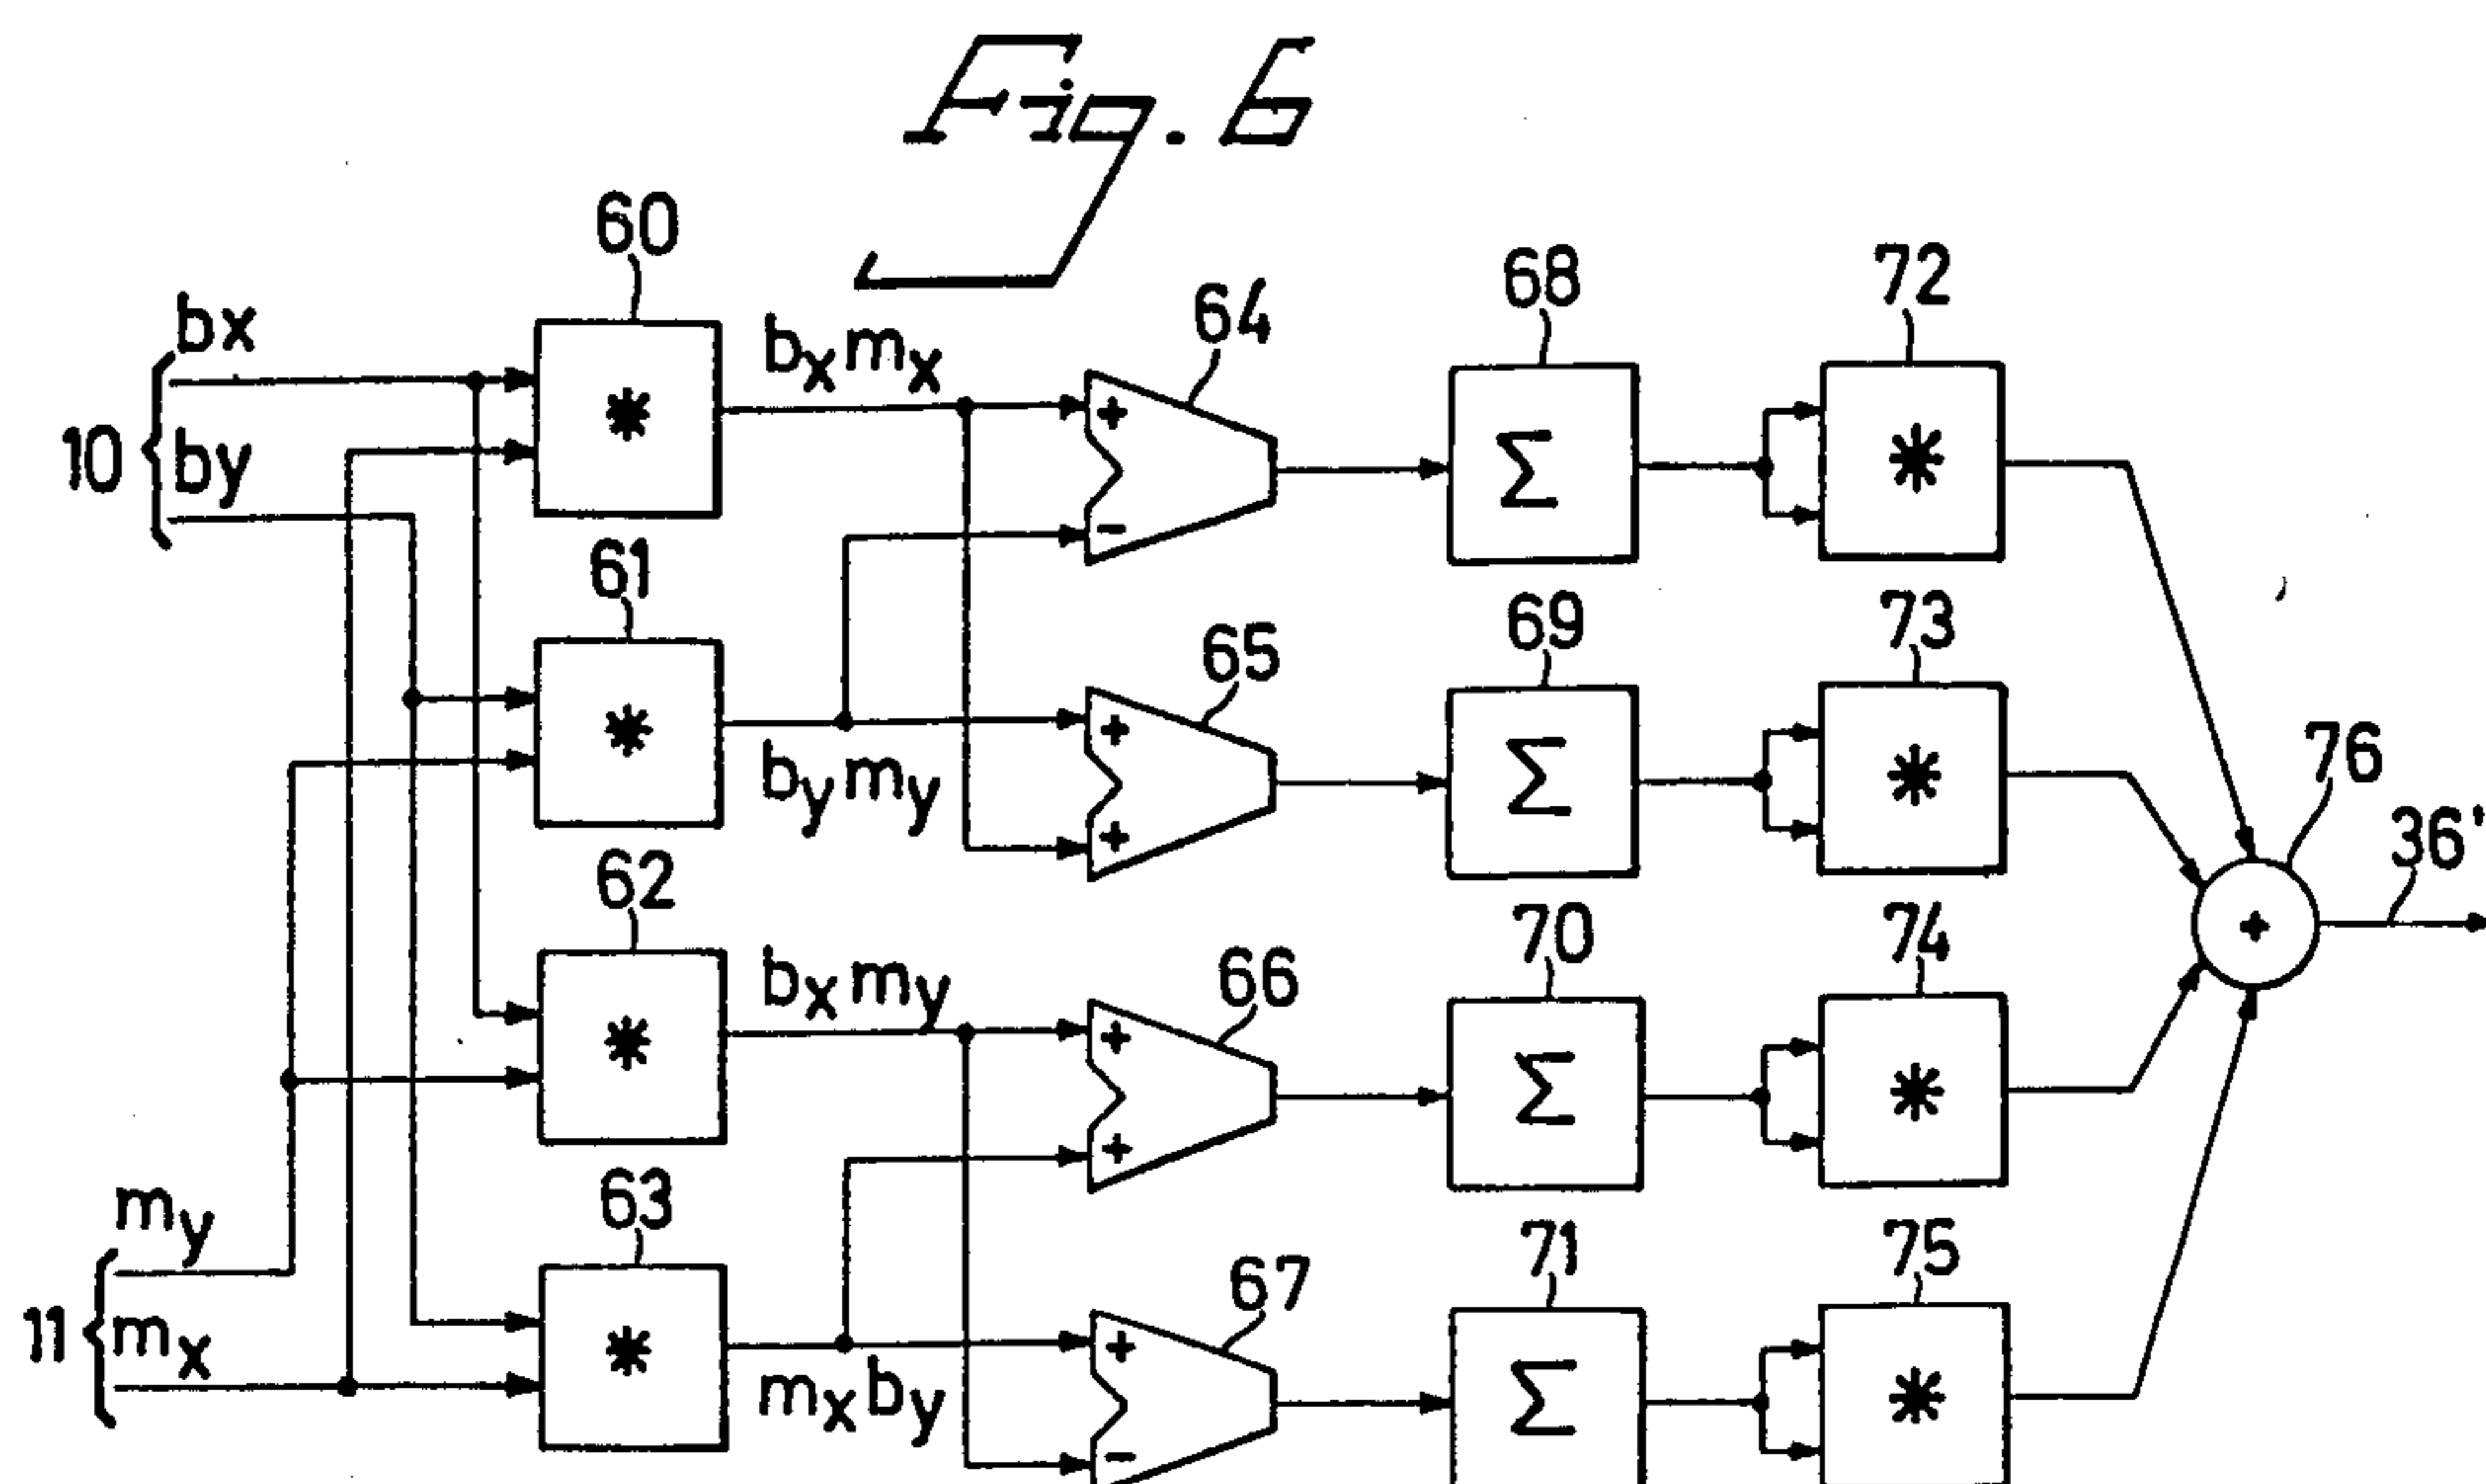 Fig. 6
60
bx
by
10
*
bxmx
64
+
-
68
Σ
72
*
61
*
bymy
65
+
+
69
Σ
73
*
76
+
36'
62
*
bxmy
66
+
+
70
Σ
74
*
my
mx
11
63
*
mxby
67
+
-
71
Σ
75
*